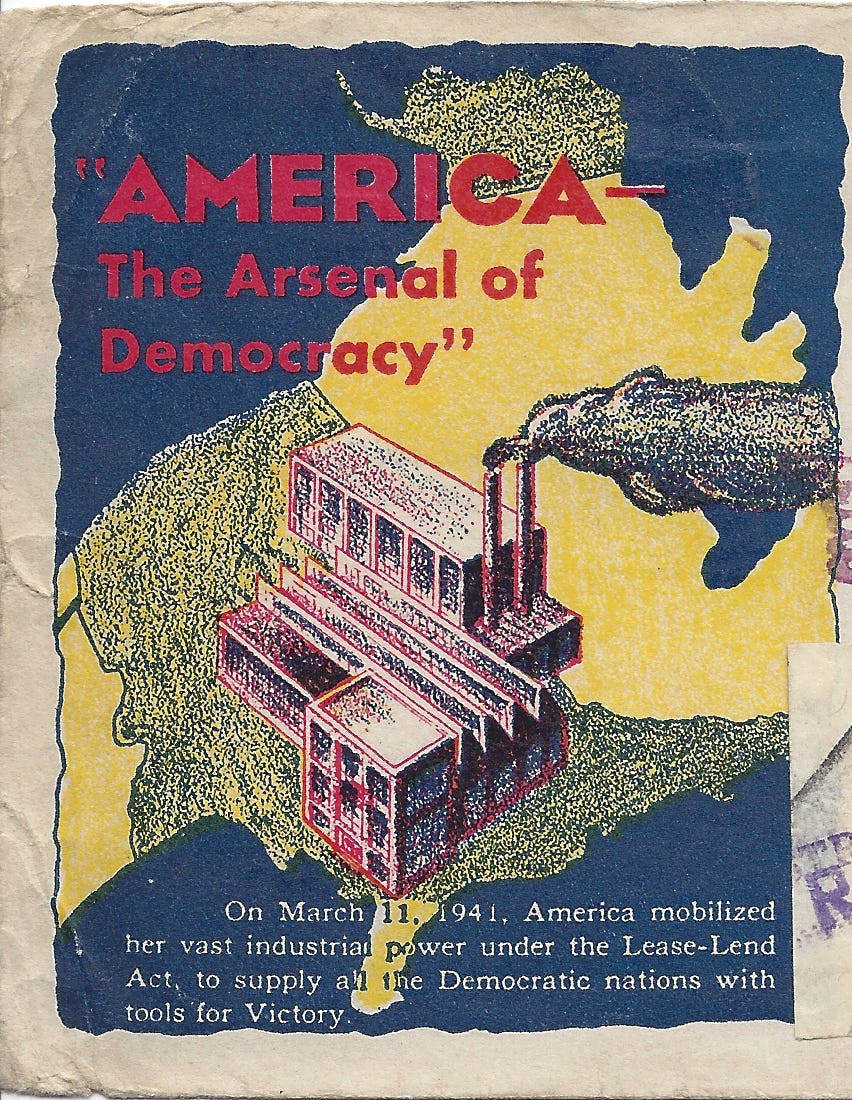 "AMERICA—
The Arsenal of
Democracy"
On March 11, 1941, America mobilized
her vast industrial power under the Lease-Lend
Act, to supply all the Democratic nations with
tools for Victory.